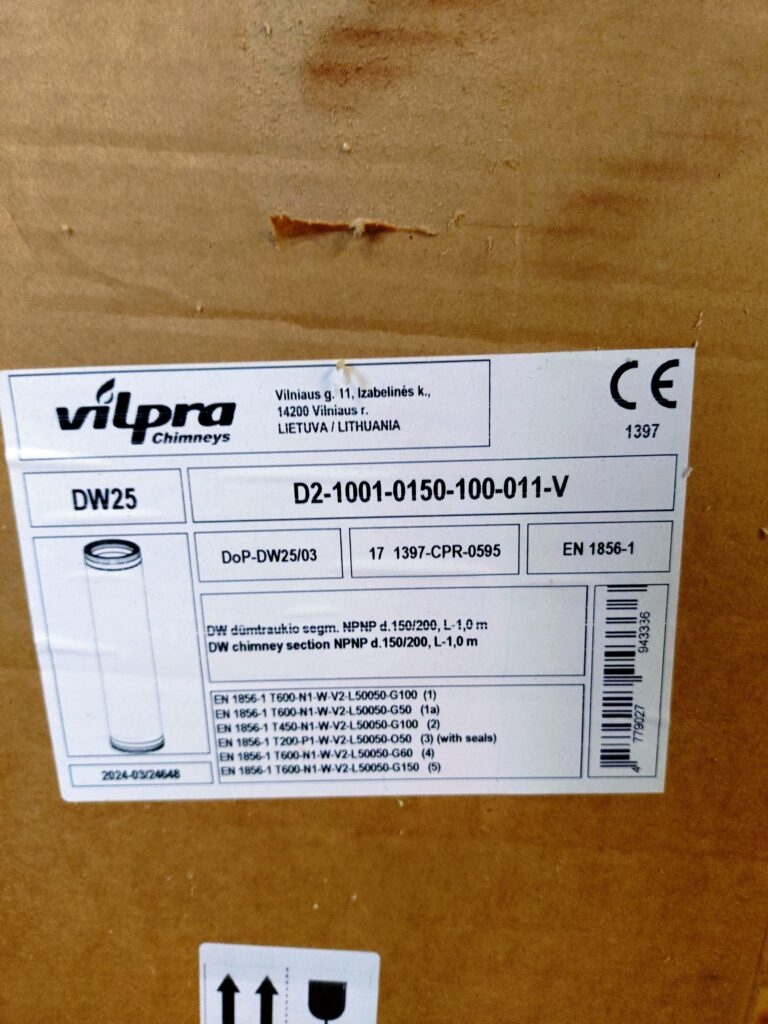 vilpra
Chimneys
Vilniaus g. 11, Izabelinės k.,
14200 Vilniaus r.
LIETUVA / LITHUANIA
CE
1397
DW25
D2-1001-0150-100-011-V
DoP-DW25/03
17 1397-CPR-0595
EN 1856-1
DW dūmtraukio segm. NPNP d.150/200, L-1,0 m
DW chimney section NPNP d.150/200, L-1,0 m
EN 1856-1 T600-N1-W-V2-L50050-G100 (1)
EN 1856-1 T600-N1-W-V2-L50050-G50 (1a)
EN 1856-1 T450-N1-W-V2-L50050-G100 (2)
EN 1856-1 T200-P1-W-V2-L50050-O50 (3) (with seals)
EN 1856-1 T600-N1-W-V2-L50050-G60 (4)
EN 1856-1 T600-N1-W-V2-L50050-G150 (5)
2024-03/24648
4 779027 943336